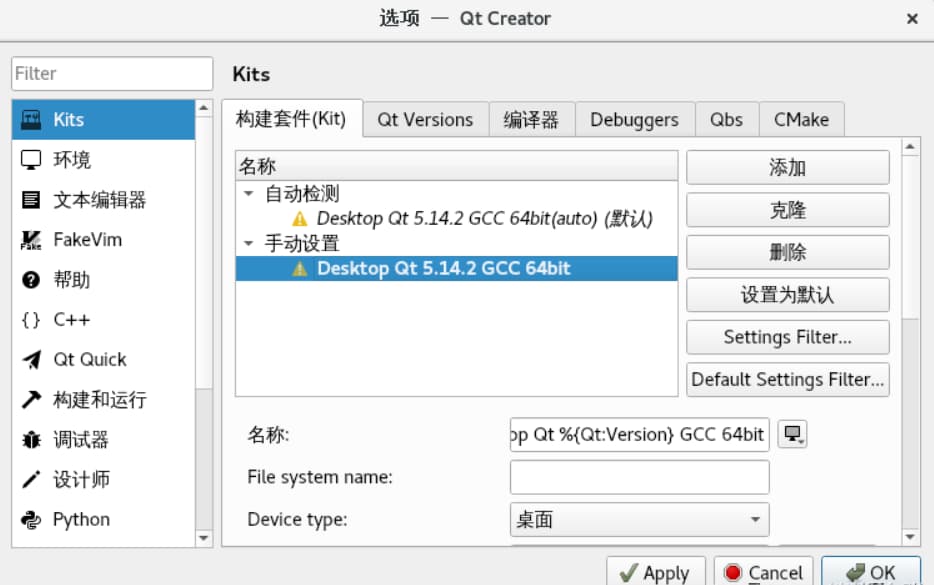 选项 — Qt Creator
Filter
Kits
Kits
环境
文本编辑器
FakeVim
帮助
{} C++
Qt Quick
构建和运行
调试器
设计师
Python
构建套件(Kit) Qt Versions 编译器 Debuggers Qbs CMake
名称
自动检测
Desktop Qt 5.14.2 GCC 64bit(auto) (默认)
手动设置
Desktop Qt 5.14.2 GCC 64bit
添加
克隆
删除
设置为默认
Settings Filter...
Default Settings Filter...
名称: op Qt %{Qt:Version} GCC 64bit
File system name:
Device type: 桌面
Apply Cancel OK